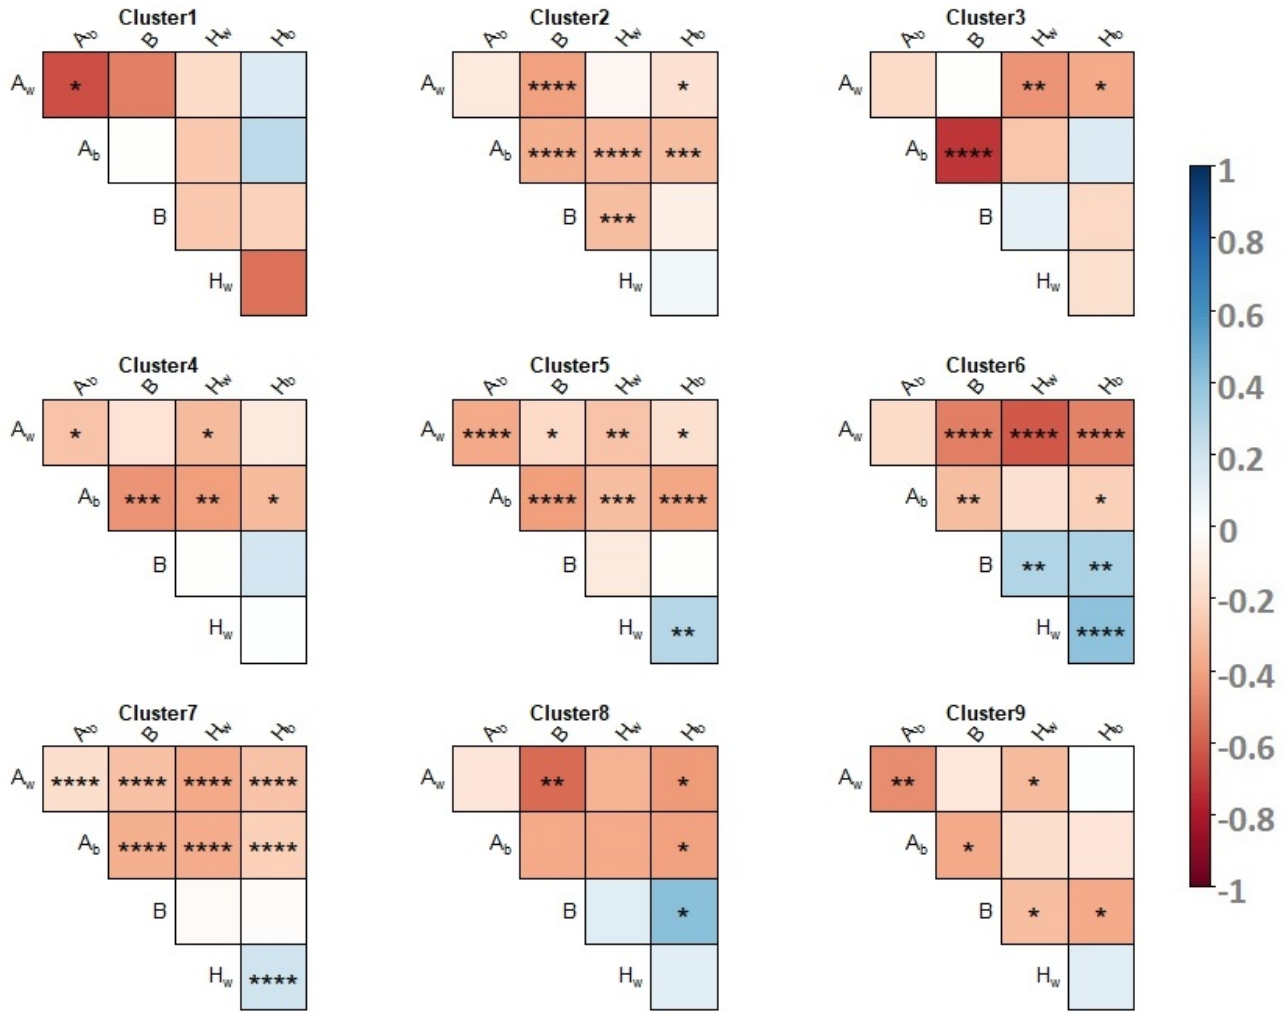 Cluster1 Cluster2 Cluster3
Ab B Hw Hb Ab B Hw Hb Ab B Hw Hb
Aw * Aw **** * Aw ** *
Ab Ab **** **** *** Ab ****
B B *** B
Hw Hw Hw
Cluster4 Cluster5 Cluster6
Ab B Hw Hb Ab B Hw Hb Ab B Hw Hb
Aw * * Aw **** * ** * Aw **** **** ****
Ab *** ** * Ab **** *** **** Ab ** *
B B B ** **
Hw Hw ** Hw ****
Cluster7 Cluster8 Cluster9
Ab B Hw Hb Ab B Hw Hb Ab B Hw Hb
Aw **** **** **** **** Aw ** * Aw ** *
Ab **** **** **** Ab * Ab *
B B * B * *
Hw **** Hw Hw
1
0.8
0.6
0.4
0.2
0
-0.2
-0.4
-0.6
-0.8
-1